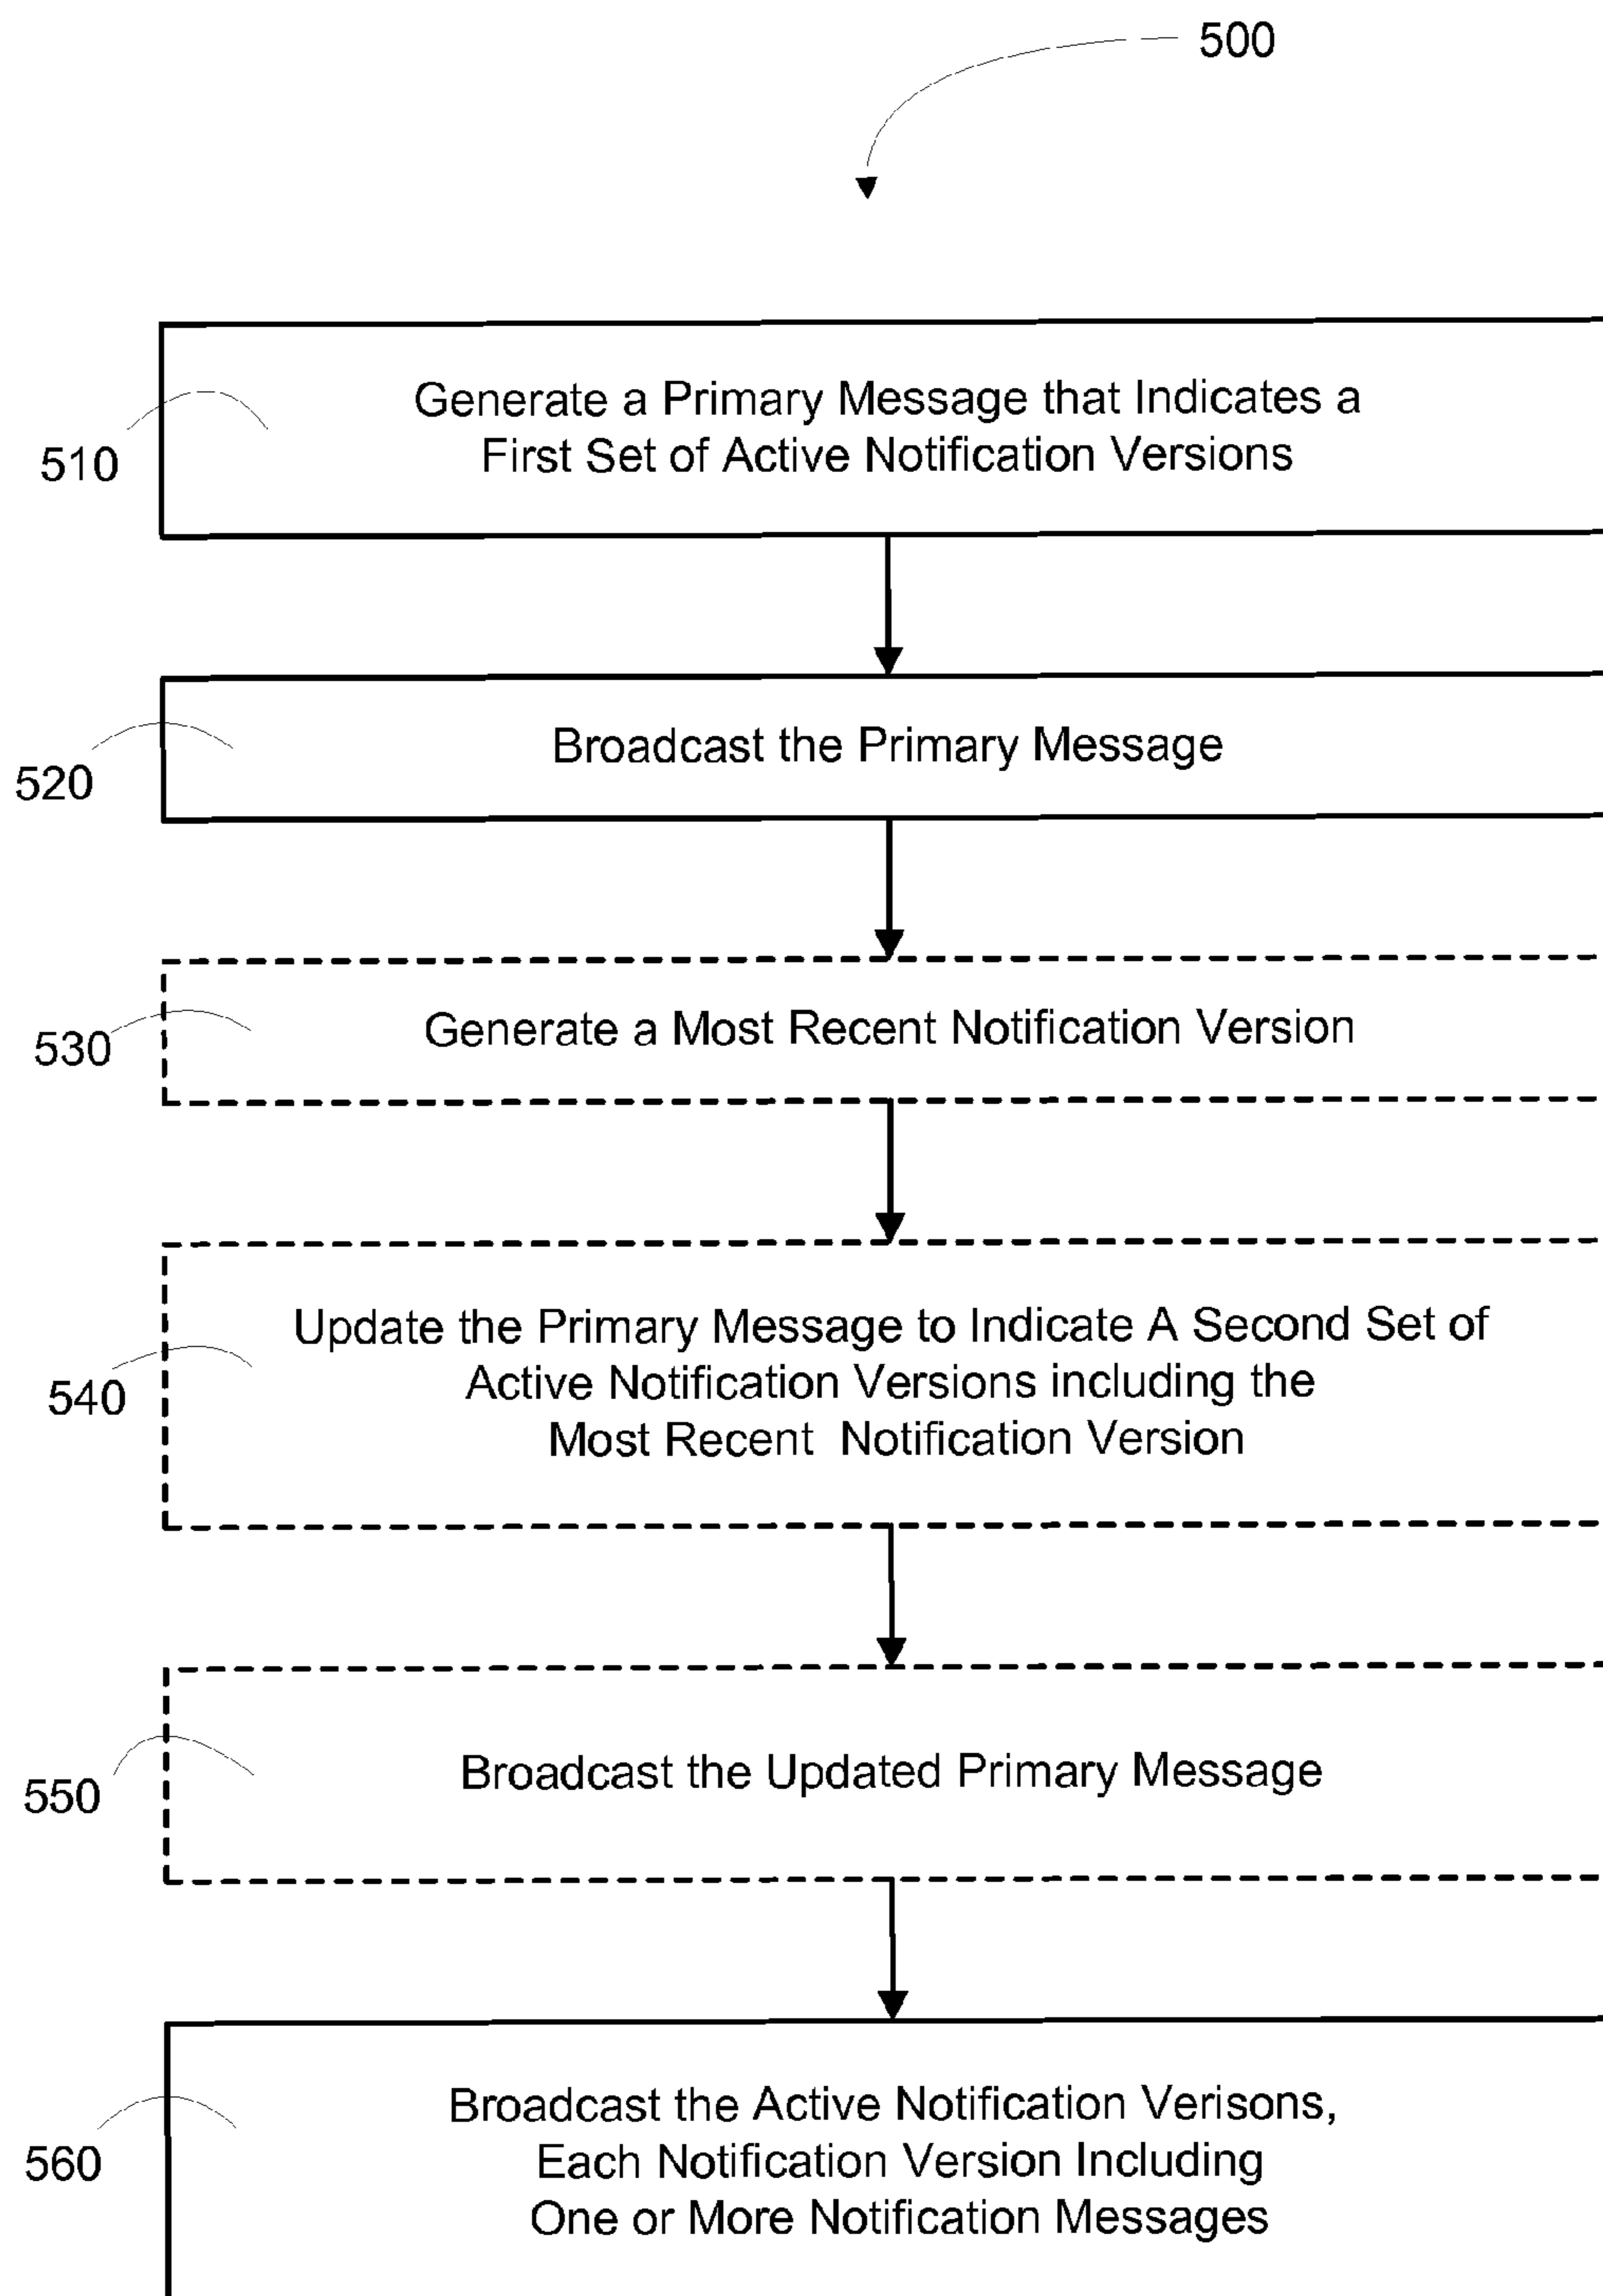 500
Generate a Primary Message that Indicates a
First Set of Active Notification Versions
510
Broadcast the Primary Message
520
Generate a Most Recent Notification Version
530
Update the Primary Message to Indicate A Second Set of
Active Notification Versions including the
Most Recent Notification Version
540
Broadcast the Updated Primary Message
550
Broadcast the Active Notification Verisons,
Each Notification Version Including
One or More Notification Messages
560